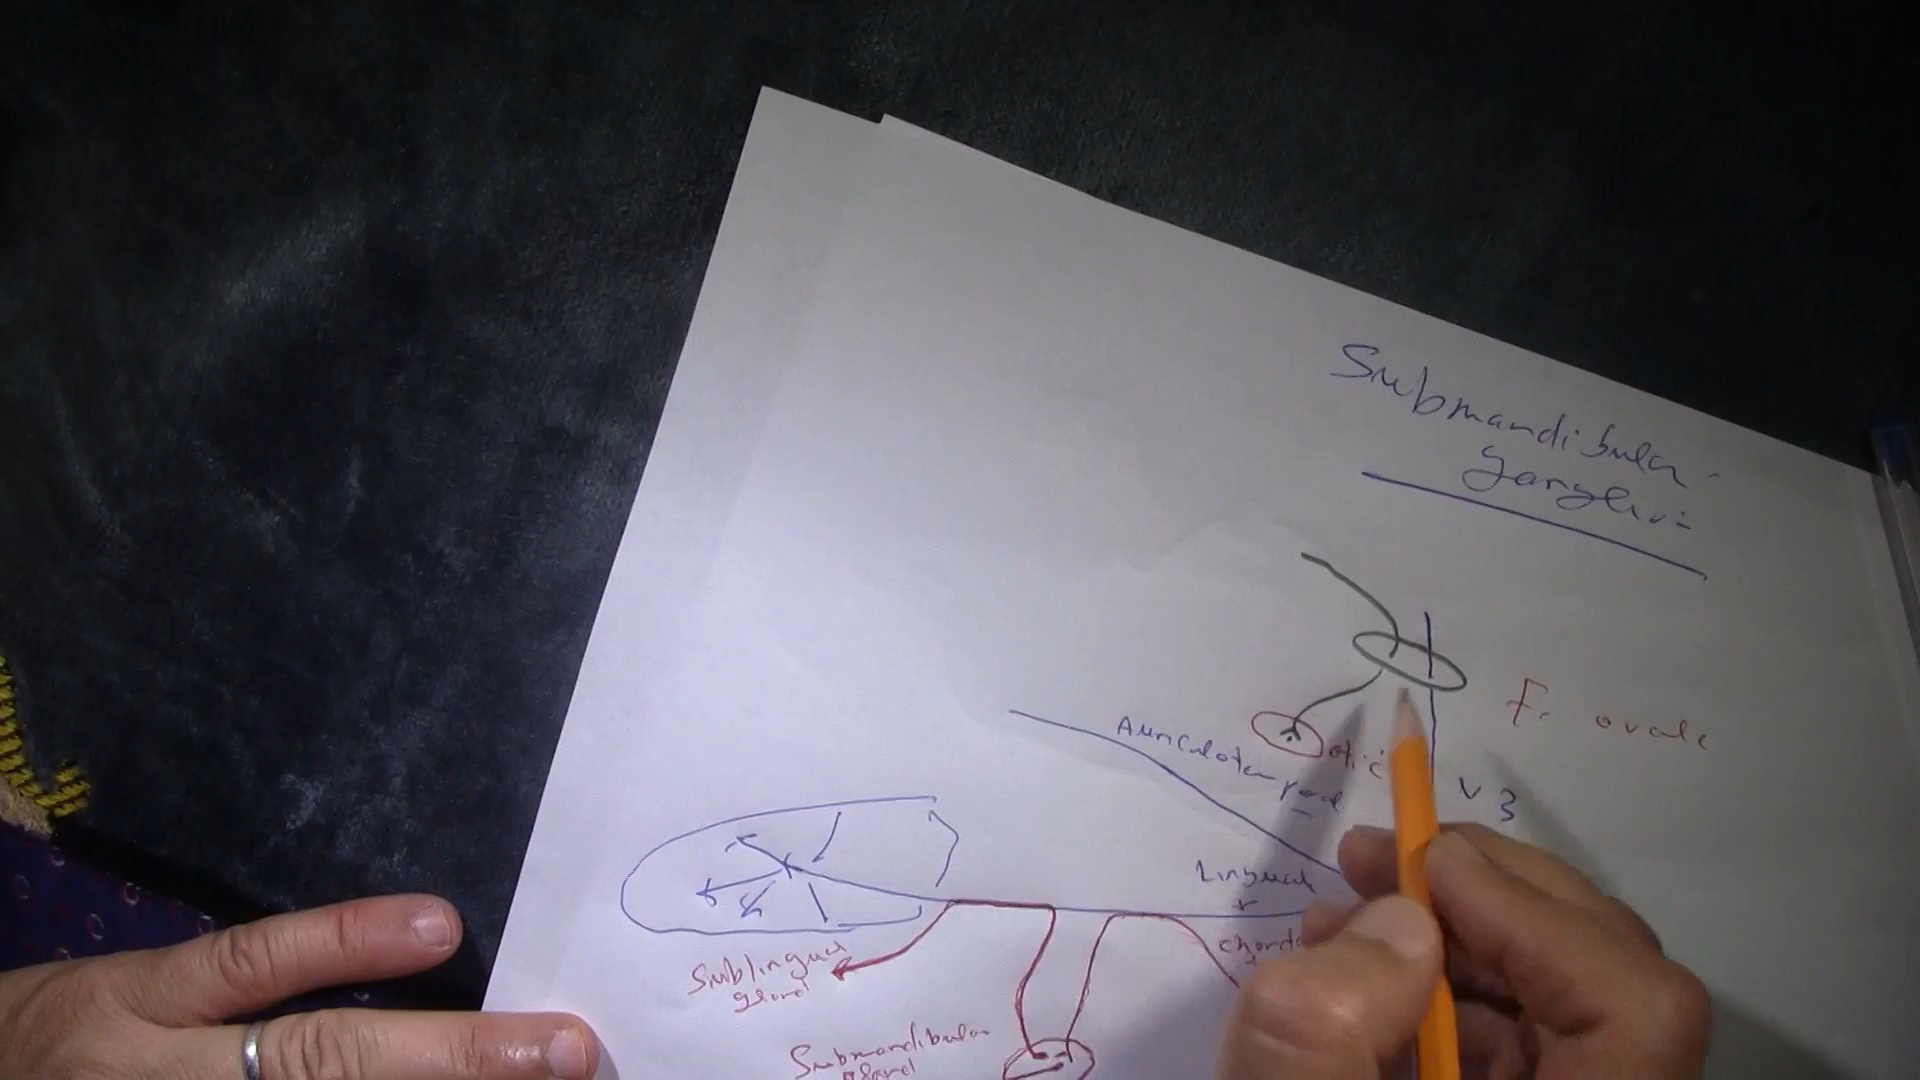 Submandibular
ganglion
F. ovale
otic
Auriculotemporal
V3
Lingual
chorda
Sublingual
gland
Submandibular
gland